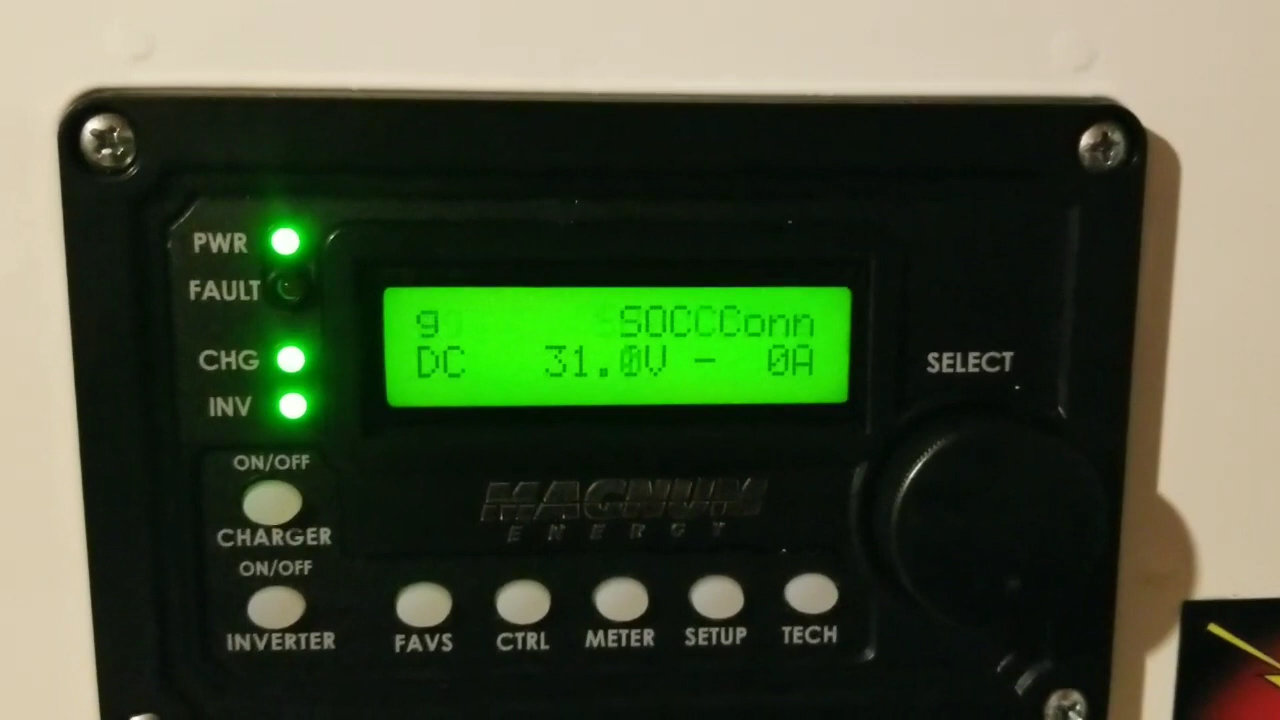 PWR
FAULT
CHG
INV
g SOCCConn
DC 31.0V - 0A
SELECT
ON/OFF
CHARGER
ON/OFF
INVERTER
MAGNUM
ENERGY
FAVS
CTRL
METER
SETUP
TECH